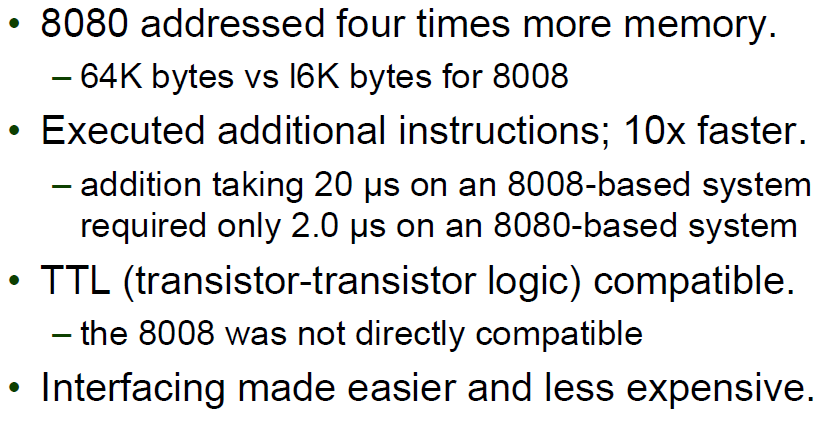 • 8080 addressed four times more memory.
– 64K bytes vs l6K bytes for 8008
• Executed additional instructions; 10x faster.
– addition taking 20 µs on an 8008-based system
required only 2.0 µs on an 8080-based system
• TTL (transistor-transistor logic) compatible.
– the 8008 was not directly compatible
• Interfacing made easier and less expensive.